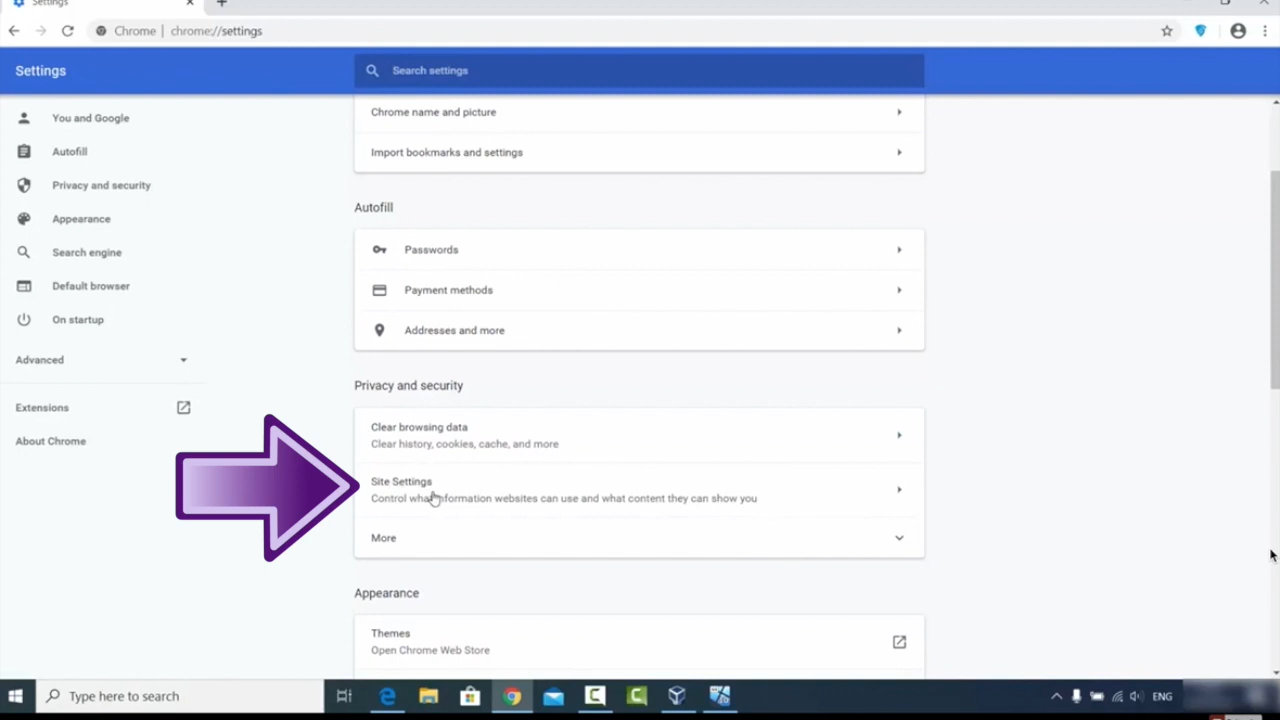 Settings
Chrome | chrome://settings
Settings
Search settings
You and Google
Autofill
Privacy and security
Appearance
Search engine
Default browser
On startup
Advanced
Extensions
About Chrome
Chrome name and picture
Import bookmarks and settings
Autofill
Passwords
Payment methods
Addresses and more
Privacy and security
Clear browsing data
Clear history, cookies, cache, and more
Site Settings
Control what information websites can use and what content they can show you
More
Appearance
Themes
Open Chrome Web Store
Type here to search
ENG